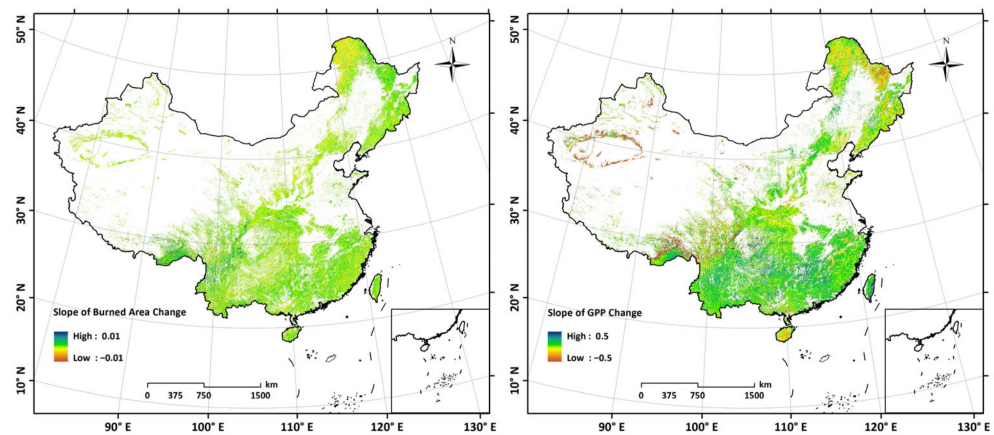 50° N
40° N
30° N
20° N
10° N
N
Slope of Burned Area Change
High : 0.01
Low : −0.01
0 375 750 1500 km
90° E 100° E 110° E 120° E 130° E
50° N
40° N
30° N
20° N
10° N
N
Slope of GPP Change
High : 0.5
Low : −0.5
0 375 750 1500 km
90° E 100° E 110° E 120° E 130° E